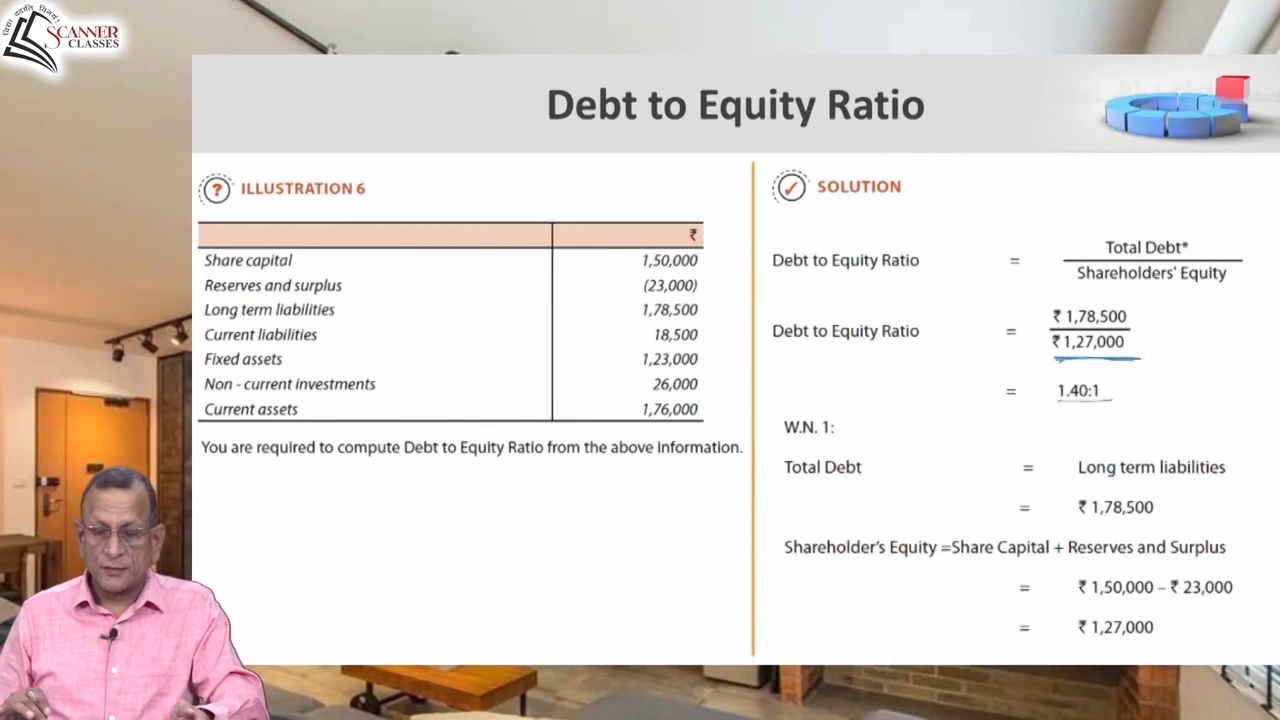 विद्या ददाति विनयं।
SCANNER
CLASSES
Debt to Equity Ratio
? ILLUSTRATION 6
₹
Share capital 1,50,000
Reserves and surplus (23,000)
Long term liabilities 1,78,500
Current liabilities 18,500
Fixed assets 1,23,000
Non - current investments 26,000
Current assets 1,76,000
You are required to compute Debt to Equity Ratio from the above information.
SOLUTION
Debt to Equity Ratio = Total Debt*
Shareholders' Equity
Debt to Equity Ratio = ₹ 1,78,500
₹ 1,27,000
= 1.40:1
W.N. 1:
Total Debt = Long term liabilities
= ₹ 1,78,500
Shareholder's Equity =Share Capital + Reserves and Surplus
= ₹ 1,50,000 – ₹ 23,000
= ₹ 1,27,000